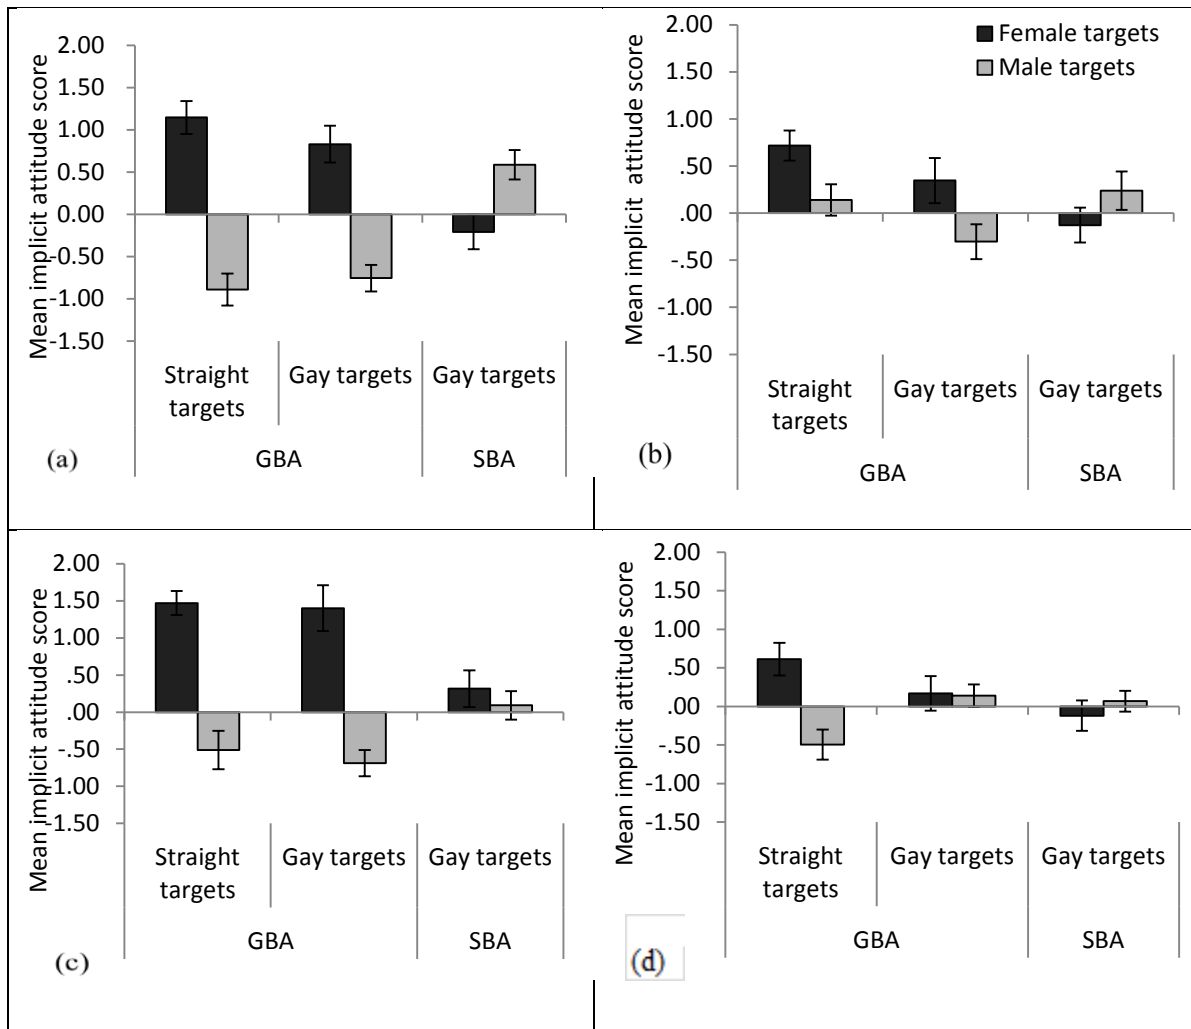 Mean implicit attitude score
2.00
1.50
1.00
0.50
0.00
-0.50
-1.00
-1.50
Straight
targets
Gay targets
Gay targets
GBA
SBA
(a)
Mean implicit attitude score
2.00
1.50
1.00
.50
.00
-.50
-1.00
-1.50
Female targets
Male targets
Straight
targets
Gay targets
Gay targets
GBA
SBA
(b)
Mean implicit attitude score
2.00
1.50
1.00
.50
.00
-.50
-1.00
-1.50
Straight
targets
Gay targets
Gay targets
GBA
SBA
(c)
Mean implicit attitude score
2.00
1.50
1.00
.50
.00
-.50
-1.00
-1.50
Straight
targets
Gay targets
Gay targets
GBA
SBA
(d)